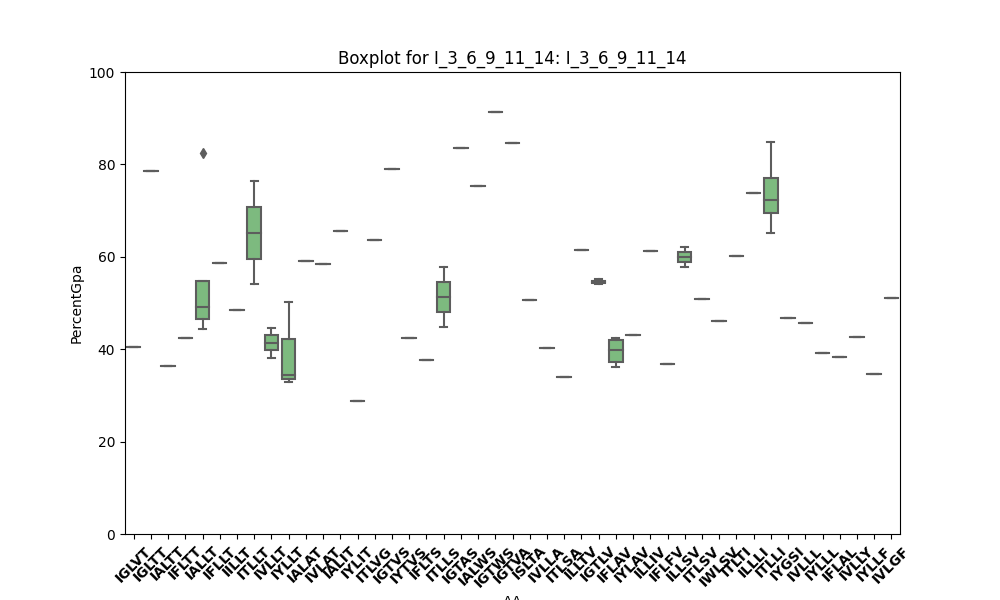 Boxplot for I_3_6_9_11_14: I_3_6_9_11_14
100
80
60
40
20
0
PercentGpa
IGLVT
IGLTT
IALTT
IFLTT
IALLT
IFLLT
IILLT
ITLLT
IVLLT
IYLLT
IALAT
IVLAT
IALIT
IYLIT
ITLVG
IGTVS
IYTVS
IFLTS
ITLLS
IGTAS
IALWS
IGTWS
IGTVA
ISLTA
IVLLA
ITLSA
ILLTV
IGTLV
IFLAV
IYLAV
ILLIV
IFLFV
ILLSV
ITLSV
IWLSV
ILLLI
ITLLI
IYGSI
IVLLL
IYLLL
IFLAL
IVLLY
IYLLF
IVLGF